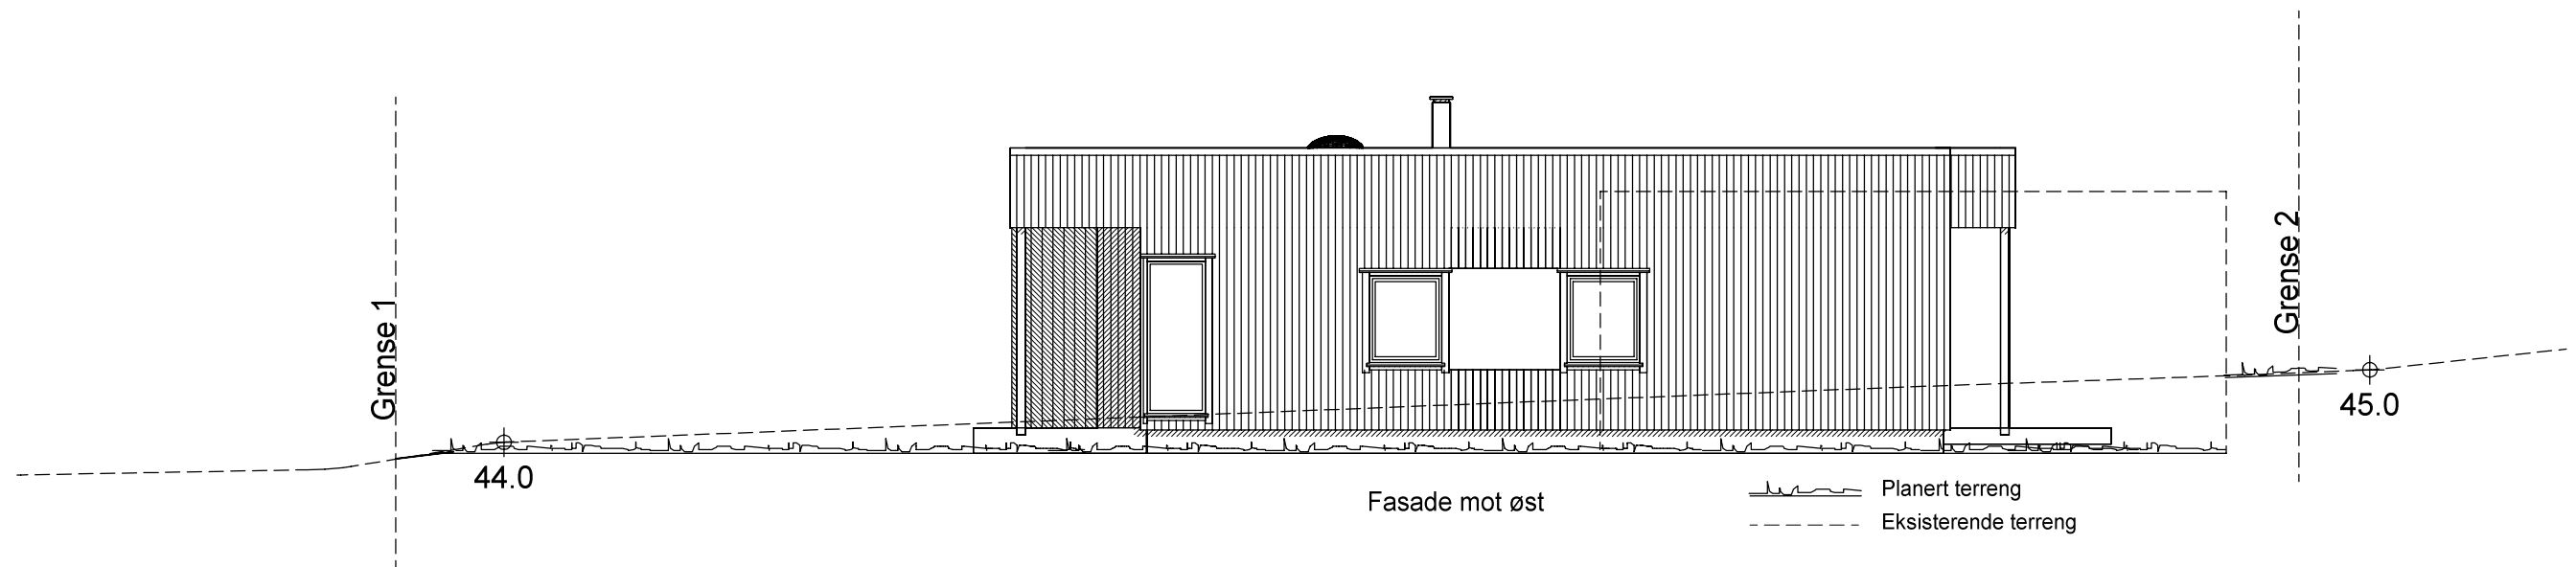 Grense 1
44.0
Grense 2
45.0
Fasade mot øst
Planert terreng
Eksisterende terreng